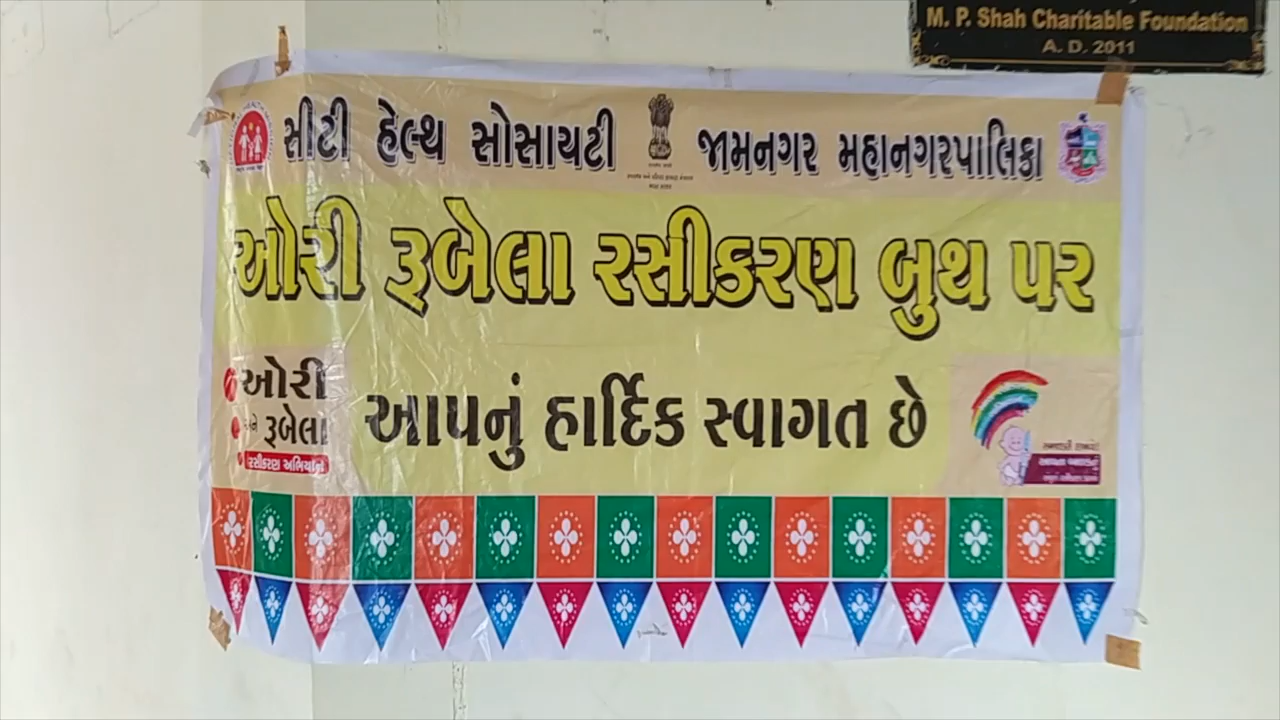 M. P. Shah Charitable Foundation
A. D. 2011
સીટી હેલ્થ સોસાયટી જામનગર મહાનગરપાલિકા
ઓરી રૂબેલા રસીકરણ બુથ પર
આપનું હાર્દિક સ્વાગત છે
ઓરી
અને રૂબેલા
રસીકરણ અભિયાન